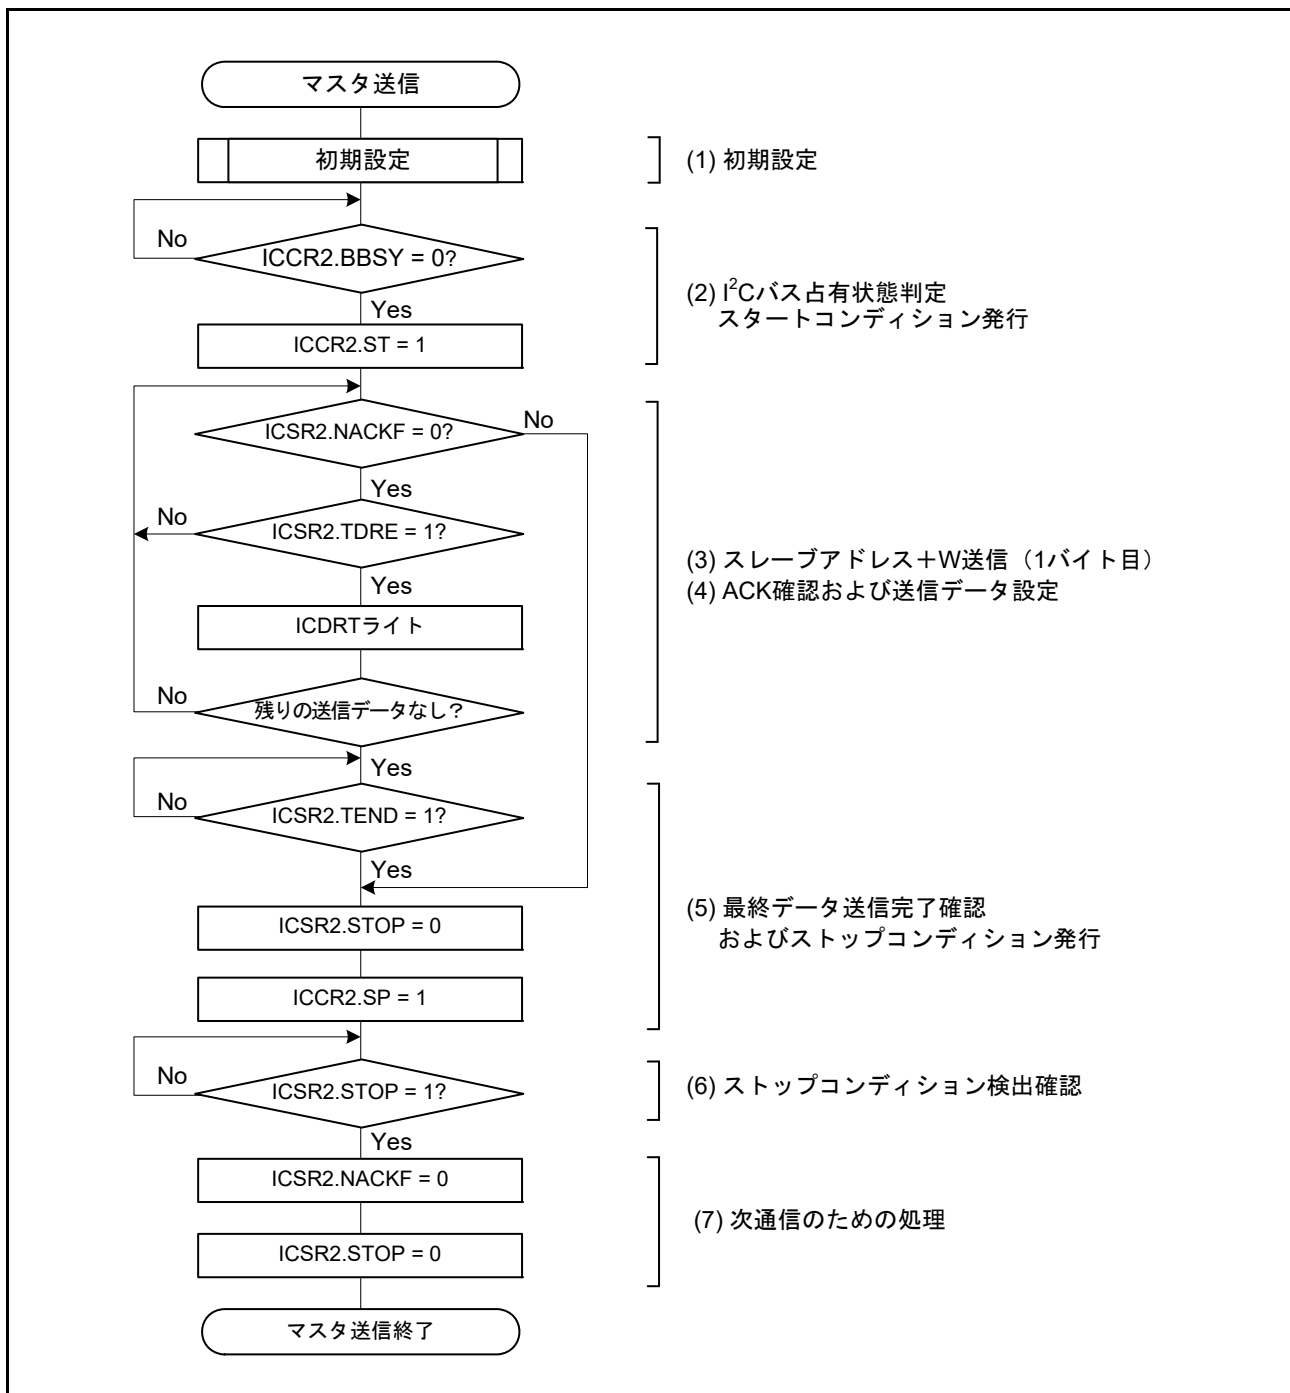 マスタ送信
初期設定
(1) 初期設定
No
ICCR2.BBSY = 0?
Yes
(2) I²Cバス占有状態判定
スタートコンディション発行
ICCR2.ST = 1
ICSR2.NACKF = 0?
No
Yes
No
ICSR2.TDRE = 1?
Yes
(3) スレーブアドレス＋W送信（1バイト目）
(4) ACK確認および送信データ設定
ICDRTライト
No
残りの送信データなし？
Yes
No
ICSR2.TEND = 1?
Yes
ICSR2.STOP = 0
(5) 最終データ送信完了確認
およびストップコンディション発行
ICCR2.SP = 1
No
ICSR2.STOP = 1?
(6) ストップコンディション検出確認
Yes
ICSR2.NACKF = 0
(7) 次通信のための処理
ICSR2.STOP = 0
マスタ送信終了